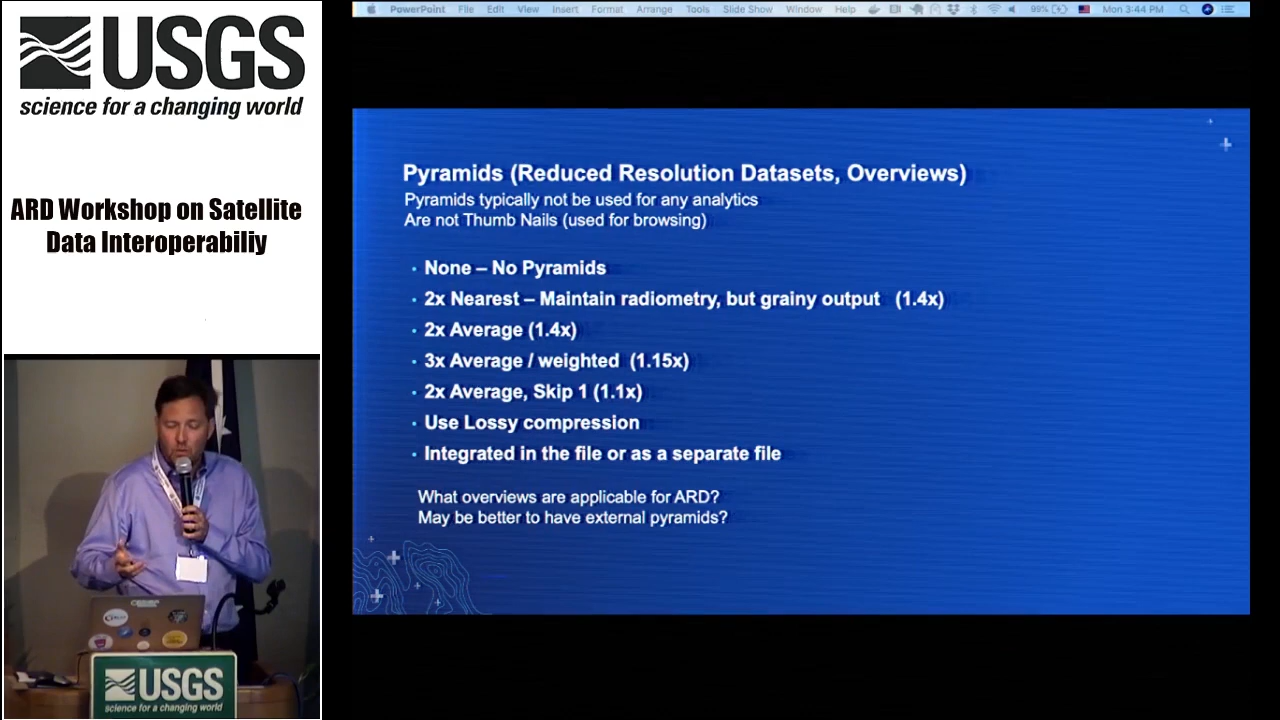 USGS
science for a changing world
ARD Workshop on Satellite
Data Interoperabiliy
PowerPoint File Edit View Insert Format Arrange Tools Slide Show Window Help 99% Mon 3:44 PM
Pyramids (Reduced Resolution Datasets, Overviews)
Pyramids typically not be used for any analytics
Are not Thumb Nails (used for browsing)
• None – No Pyramids
• 2x Nearest – Maintain radiometry, but grainy output (1.4x)
• 2x Average (1.4x)
• 3x Average / weighted (1.15x)
• 2x Average, Skip 1 (1.1x)
• Use Lossy compression
• Integrated in the file or as a separate file
What overviews are applicable for ARD?
May be better to have external pyramids?
USGS
science for a changing world